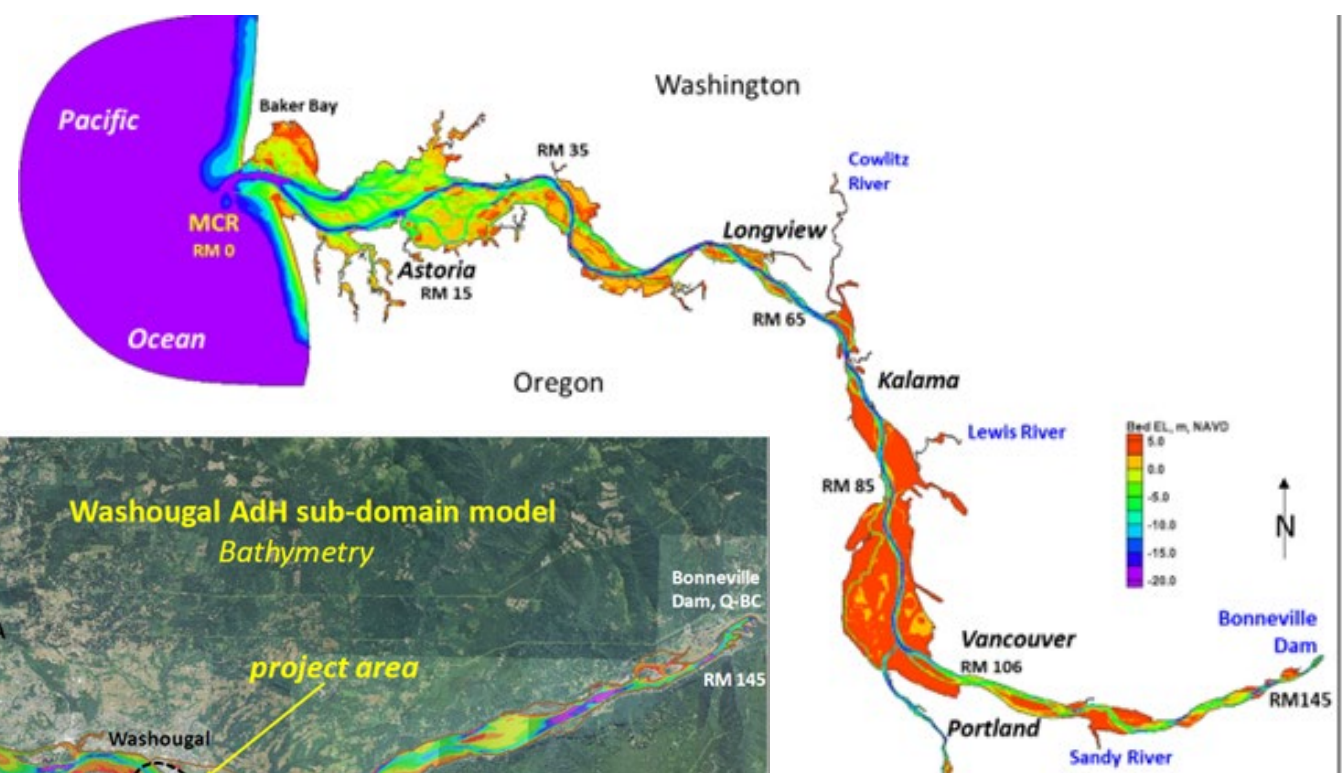 Washington
Pacific
Baker Bay
RM 35
Cowlitz
River
MCR
RM 0
Longview
Astoria
RM 15
RM 65
Ocean
Oregon
Kalama
Bed EL, m, NAVD
5.0
0.0
-5.0
-10.0
-15.0
-20.0
Lewis River
RM 85
N
Washougal AdH sub-domain model
Bathymetry
Bonneville
Dam, Q-BC
Bonneville
Dam
Vancouver
RM 106
project area
RM 145
RM145
Portland
Washougal
Sandy River